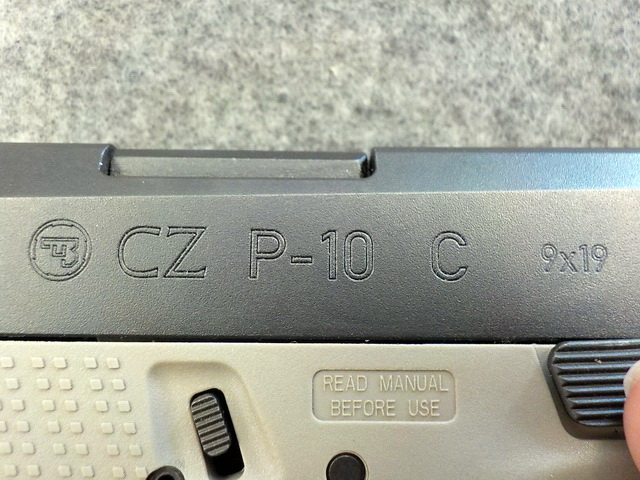 CZ P-10 C 9x19
READ MANUAL
BEFORE USE